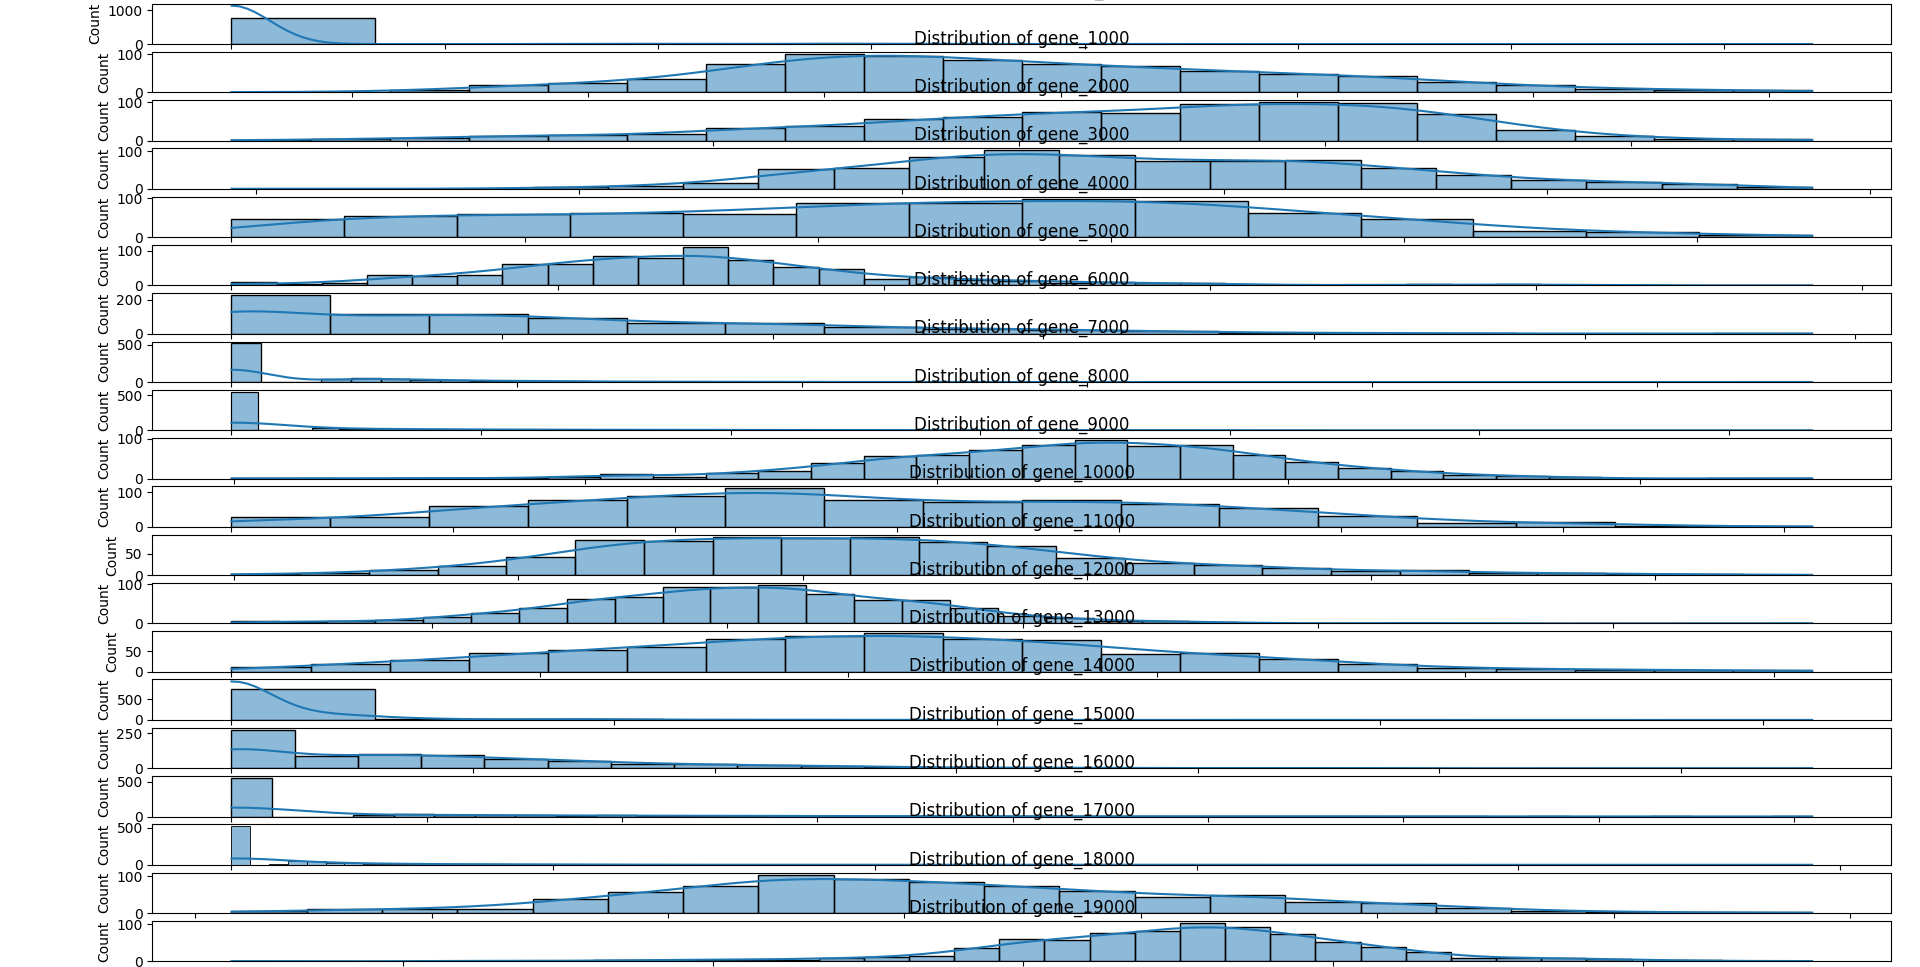 1000
0
Count
Distribution of gene_1000
100
0
Count
Distribution of gene_2000
100
0
Count
Distribution of gene_3000
100
0
Count
Distribution of gene_4000
100
0
Count
Distribution of gene_5000
100
0
Count
Distribution of gene_6000
200
0
Count
Distribution of gene_7000
500
0
Count
Distribution of gene_8000
500
0
Count
Distribution of gene_9000
100
0
Count
Distribution of gene_10000
100
0
Count
Distribution of gene_11000
50
0
Count
Distribution of gene_12000
100
0
Count
Distribution of gene_13000
50
0
Count
Distribution of gene_14000
500
0
Count
Distribution of gene_15000
250
0
Count
Distribution of gene_16000
500
0
Count
Distribution of gene_17000
500
0
Count
Distribution of gene_18000
100
0
Count
Distribution of gene_19000
100
0
Count